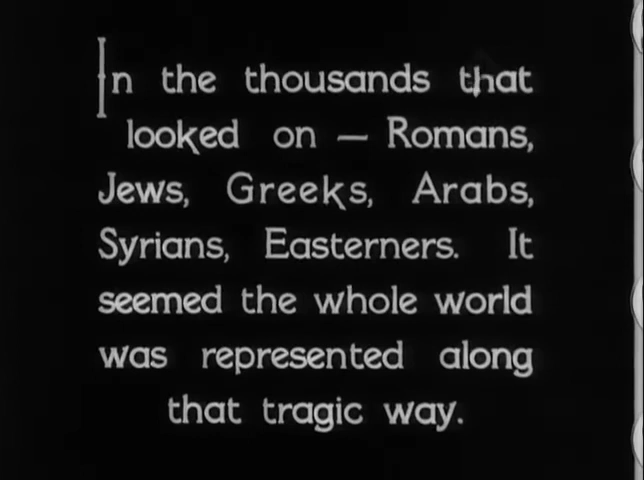 In the thousands that
looked on — Romans,
Jews, Greeks, Arabs,
Syrians, Easterners. It
seemed the whole world
was represented along
that tragic way.